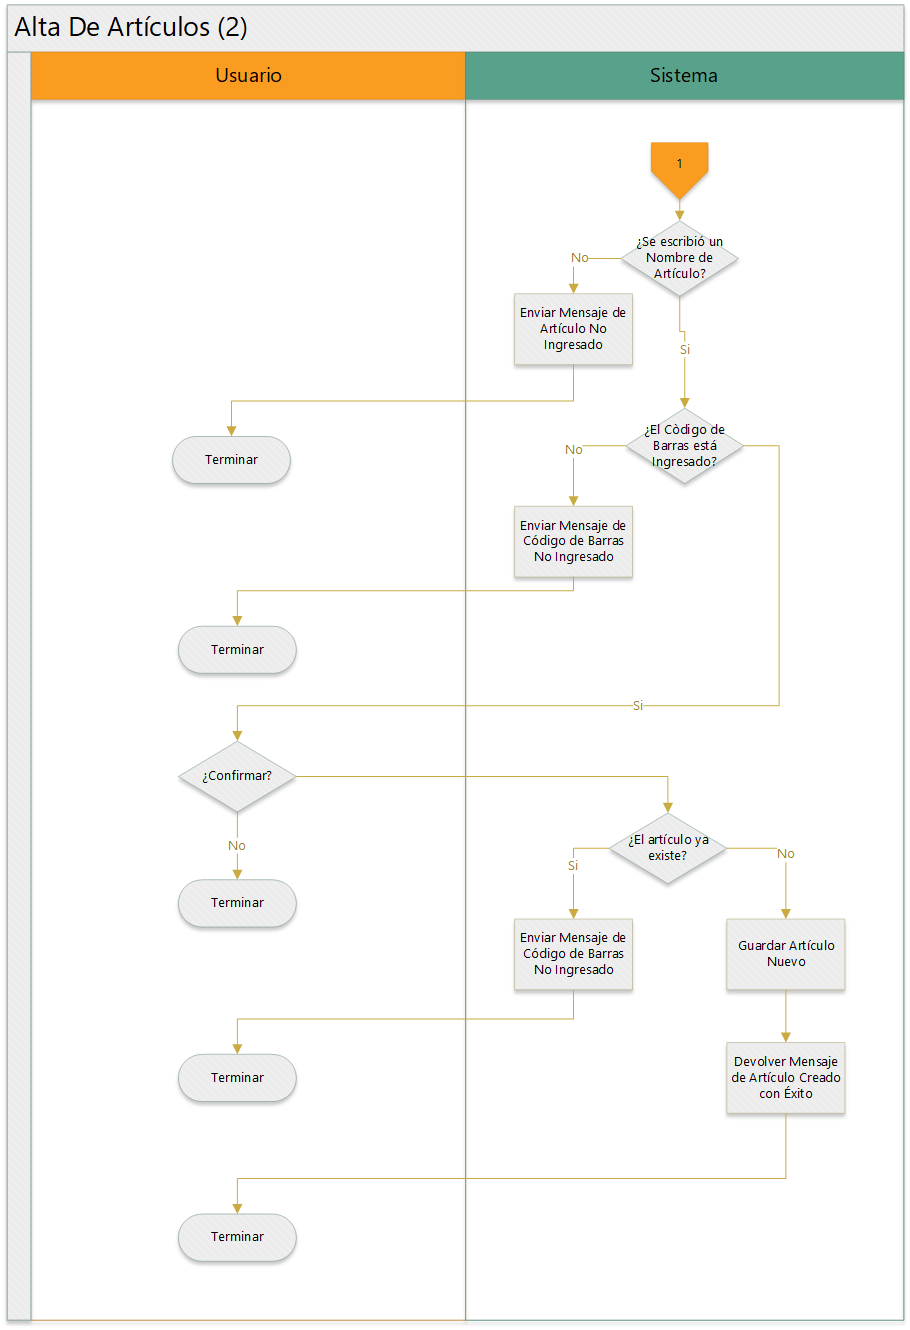 Alta De Artículos (2)
Usuario
Sistema
1
¿Se escribió un
Nombre de
Artículo?
No
Enviar Mensaje de
Artículo No
Ingresado
Si
Terminar
¿El Còdigo de
Barras está
Ingresado?
No
Enviar Mensaje de
Código de Barras
No Ingresado
Terminar
Si
¿Confirmar?
No
Terminar
¿El artículo ya
existe?
Si
No
Enviar Mensaje de
Código de Barras
No Ingresado
Guardar Artículo
Nuevo
Terminar
Devolver Mensaje
de Artículo Creado
con Éxito
Terminar